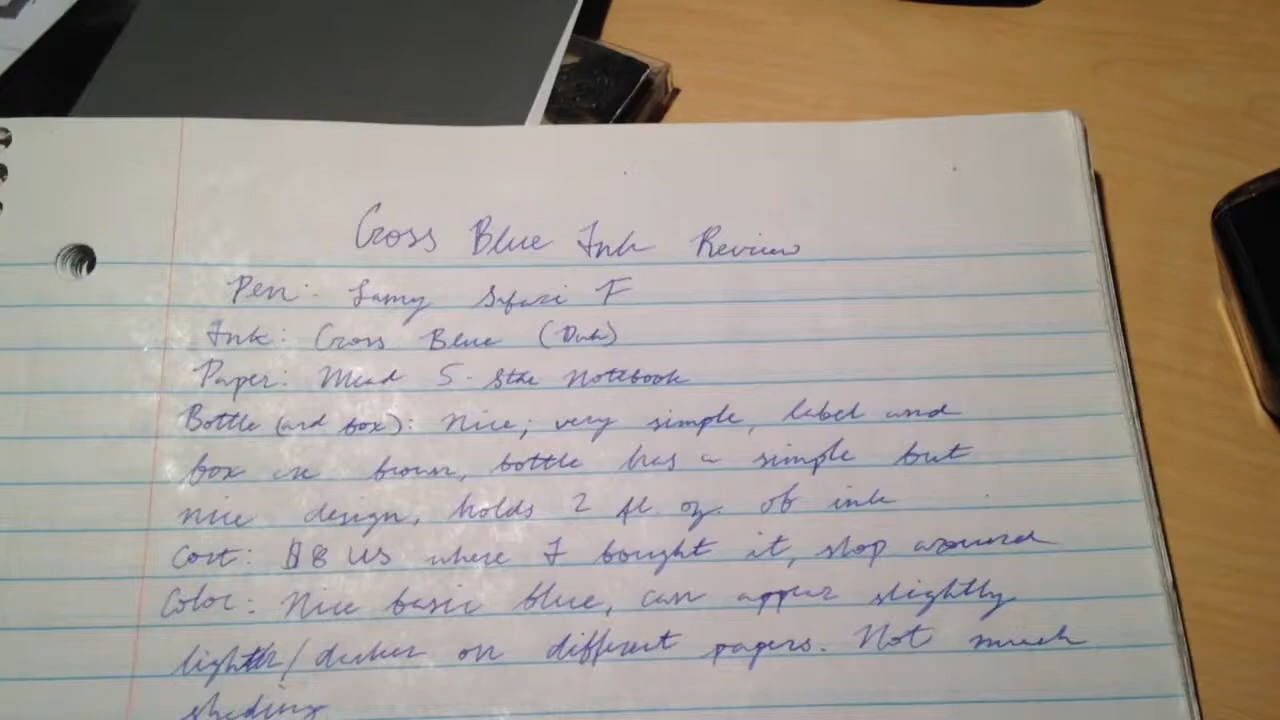 Cross Blue Ink Review
Pen: Lamy Safari F
Ink: Cross Blue (Dark)
Paper: Mead 5-Star Notebook
Bottle (and box): Nice; very simple, label and
box are brown, bottle has a simple but
nice design, holds 2 fl oz. of ink
Cost: $8 US where I bought it, shop around
Color: Nice basic blue, can appear slightly
lighter/darker on different papers. Not much
shading